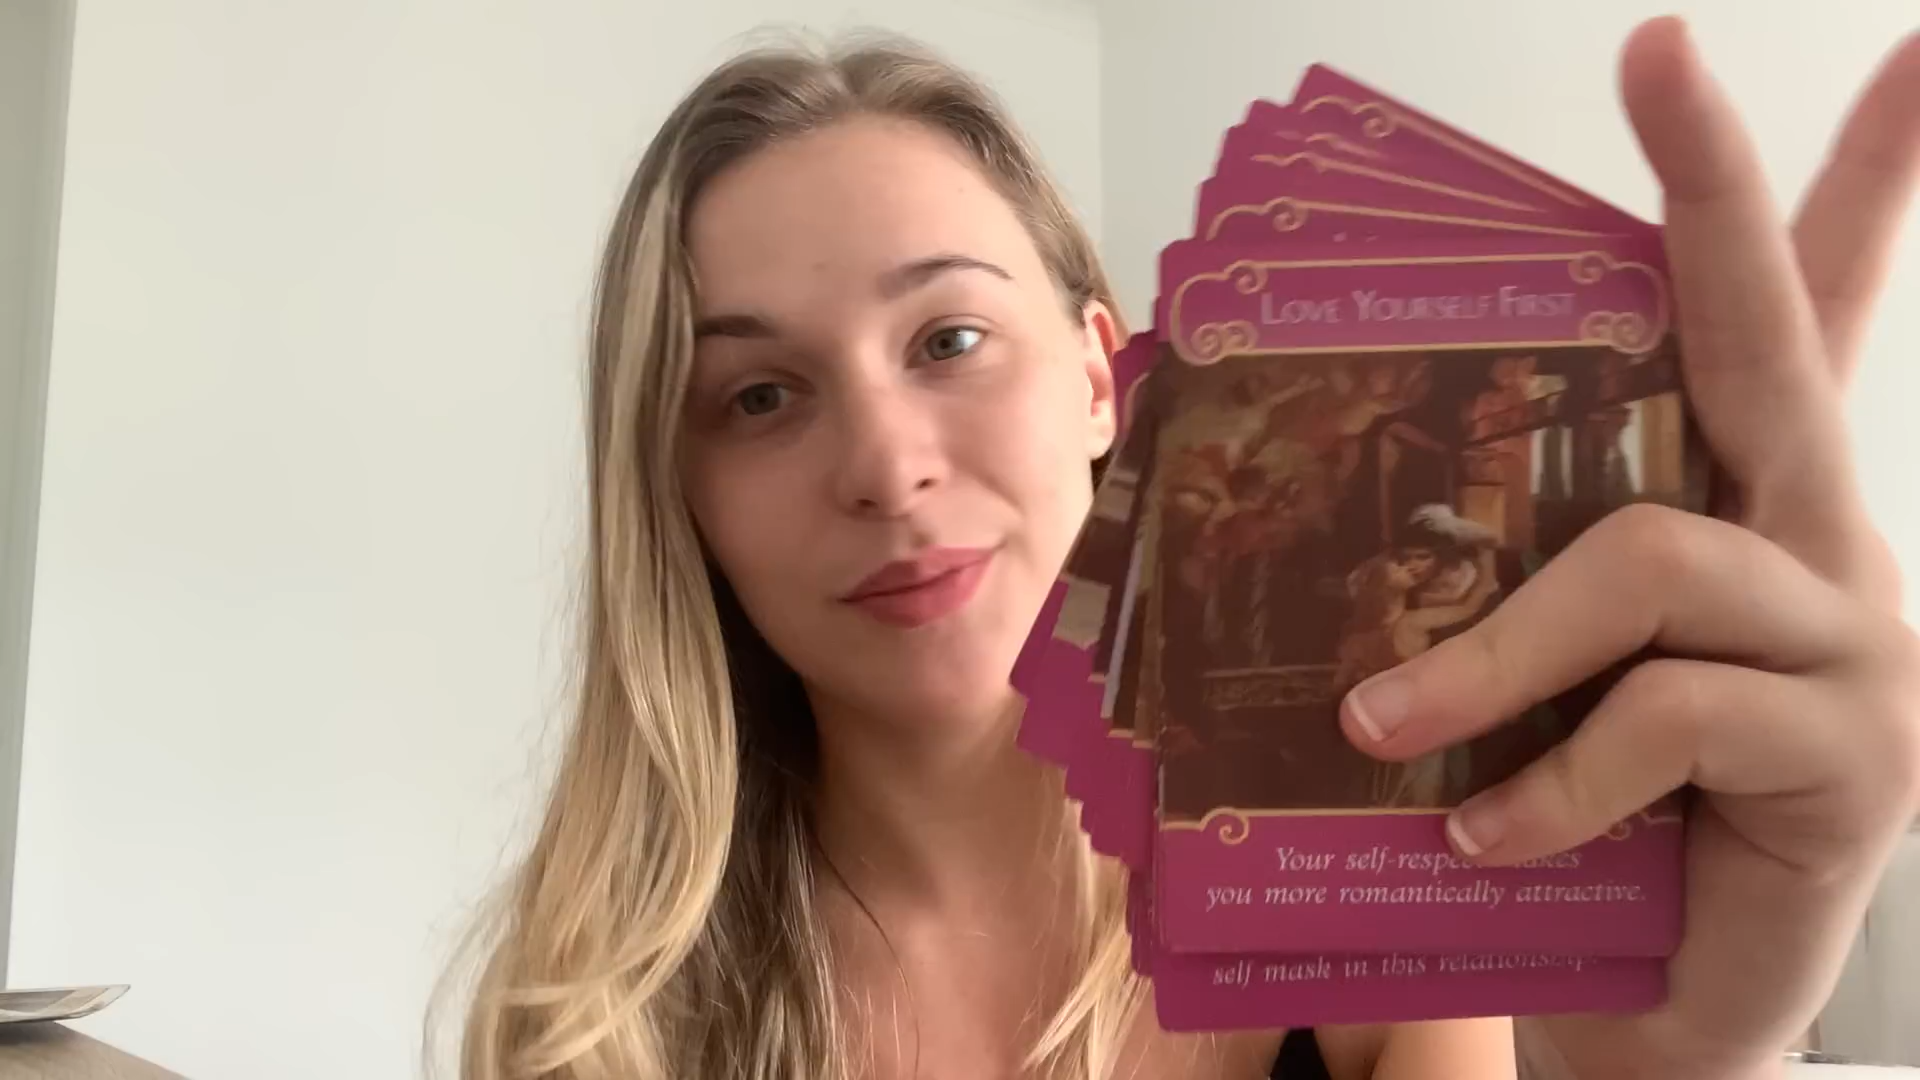 LOVE YOURSELF FIRST
Your self-respect makes
you more romantically attractive.
self mask in this relationship?